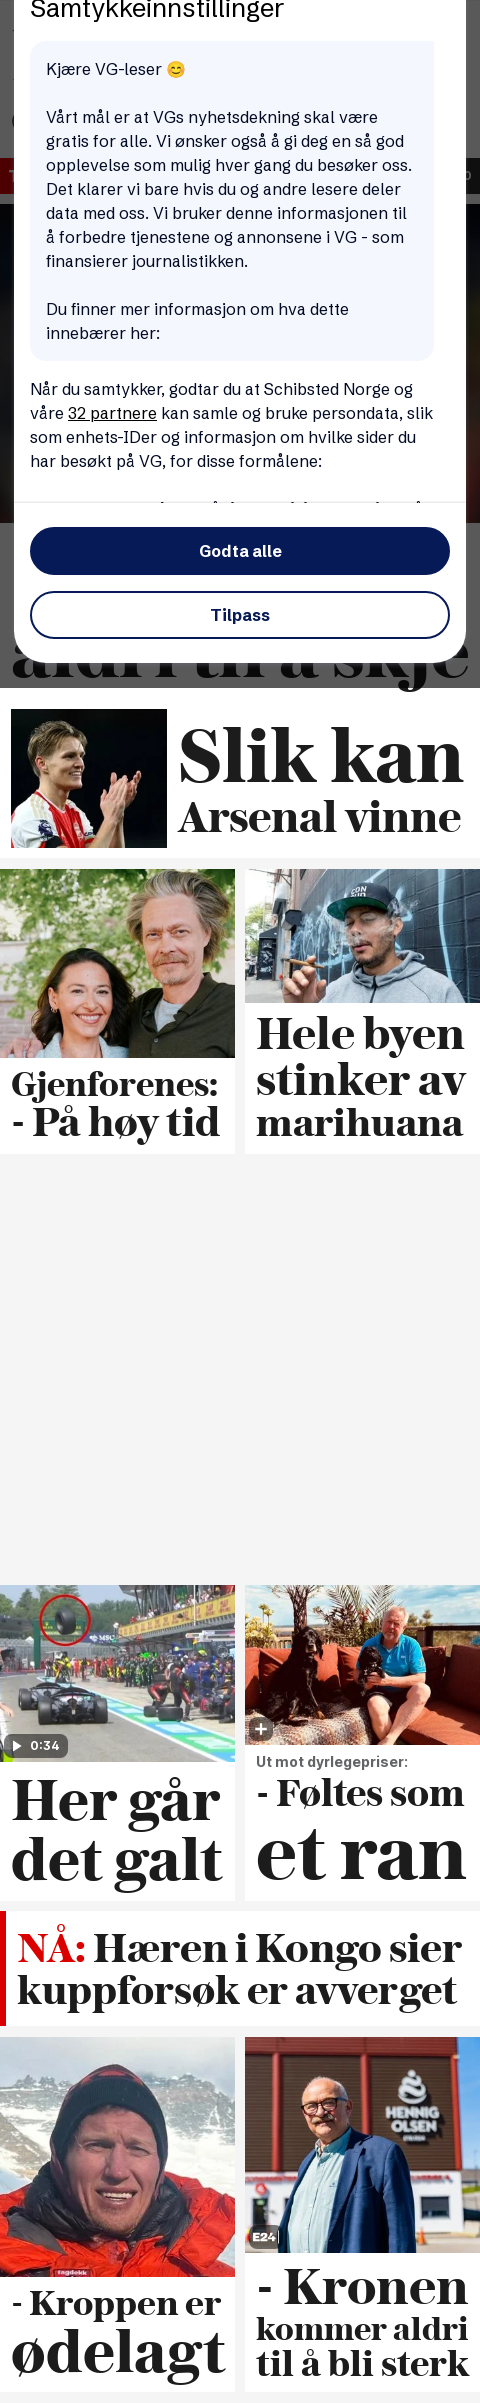 Samtykkeinnstillinger
Kjære VG-leser 😊
Vårt mål er at VGs nyhetsdekning skal være
gratis for alle. Vi ønsker også å gi deg en så god
opplevelse som mulig hver gang du besøker oss.
Det klarer vi bare hvis du og andre lesere deler
data med oss. Vi bruker denne informasjonen til
å forbedre tjenestene og annonsene i VG - som
finansierer journalistikken.
Du finner mer informasjon om hva dette
innebærer her:
Når du samtykker, godtar du at Schibsted Norge og
våre 32 partnere kan samle og bruke persondata, slik
som enhets-IDer og informasjon om hvilke sider du
har besøkt på VG, for disse formålene:
Godta alle
Tilpass
aldri til å skje
Slik kan
Arsenal vinne
Gjenforenes:
- På høy tid
Hele byen
stinker av
marihuana
0:34
Her går
det galt
Ut mot dyrlegepriser:
- Føltes som
et ran
NÅ: Hæren i Kongo sier
kuppforsøk er avverget
- Kroppen er
ødelagt
HENNIG
OLSEN
E24
- Kronen
kommer aldri
til å bli sterk